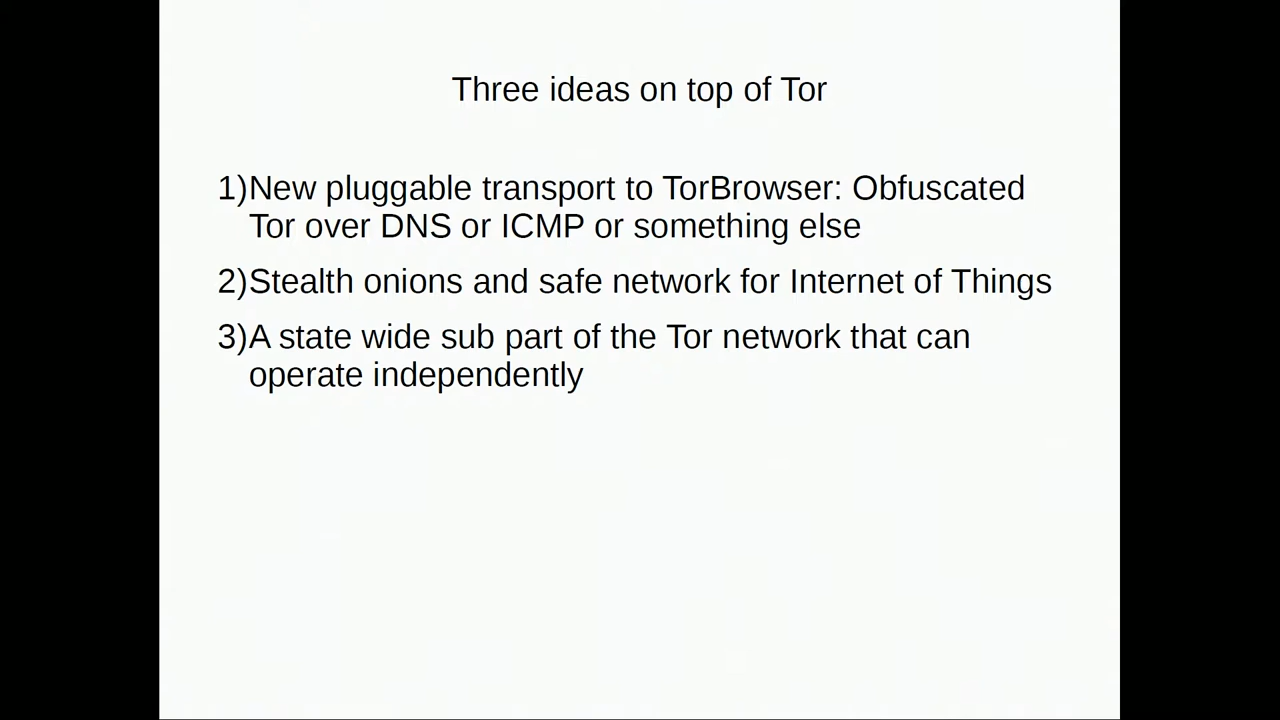 Three ideas on top of Tor
1)New pluggable transport to TorBrowser: Obfuscated
Tor over DNS or ICMP or something else
2)Stealth onions and safe network for Internet of Things
3)A state wide sub part of the Tor network that can
operate independently